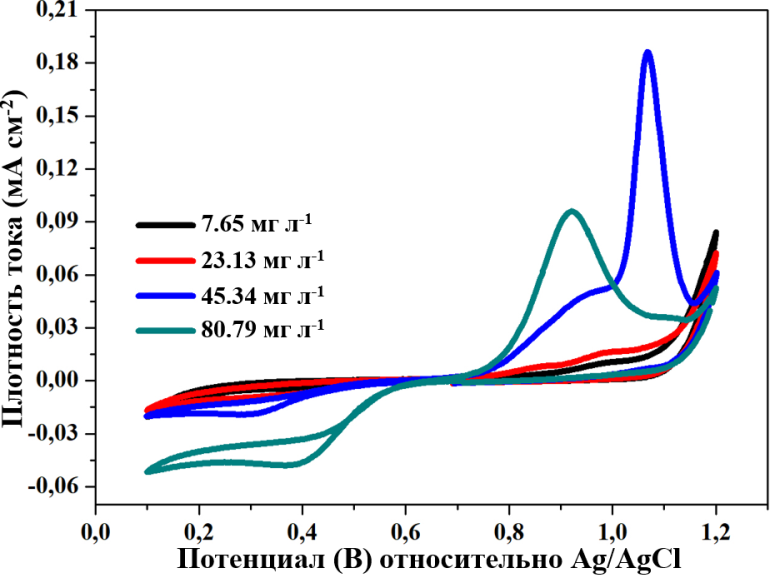 0,21
0,18
0,15
0,12
0,09
0,06
0,03
0,00
-0,03
-0,06
Плотность тока (мА см-2)
7.65 мг л-1
23.13 мг л-1
45.34 мг л-1
80.79 мг л-1
0,0 0,2 0,4 0,6 0,8 1,0 1,2
Потенциал (В) относительно Ag/AgCl